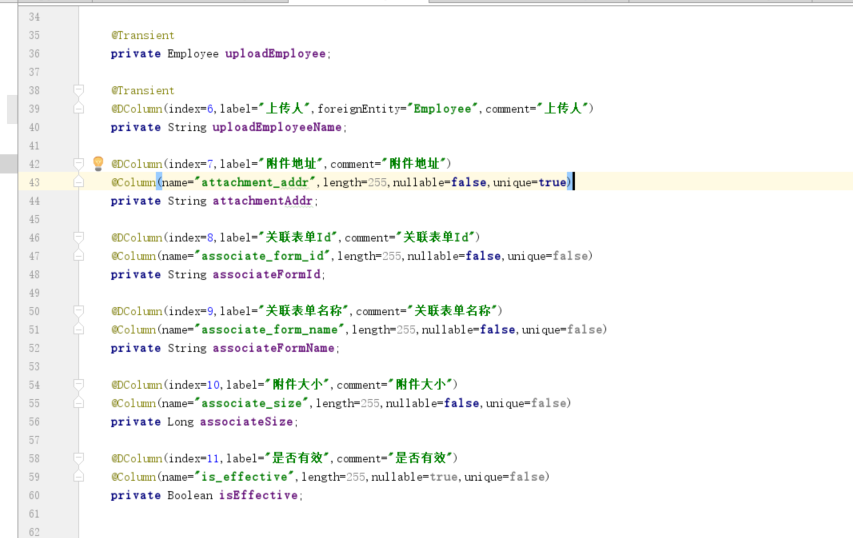 34
35 @Transient
36 private Employee uploadEmployee;
37
38 @Transient
39 @DColumn(index=6,label="上传人",foreignEntity="Employee",comment="上传人")
40 private String uploadEmployeeName;
41
42 @DColumn(index=7,label="附件地址",comment="附件地址")
43 @Column(name="attachment_addr",length=255,nullable=false,unique=true)
44 private String attachmentAddr;
45
46 @DColumn(index=8,label="关联表单Id",comment="关联表单Id")
47 @Column(name="associate_form_id",length=255,nullable=false,unique=false)
48 private String associateFormId;
49
50 @DColumn(index=9,label="关联表单名称",comment="关联表单名称")
51 @Column(name="associate_form_name",length=255,nullable=false,unique=false)
52 private String associateFormName;
53
54 @DColumn(index=10,label="附件大小",comment="附件大小")
55 @Column(name="associate_size",length=255,nullable=false,unique=false)
56 private Long associateSize;
57
58 @DColumn(index=11,label="是否有效",comment="是否有效")
59 @Column(name="is_effective",length=255,nullable=true,unique=false)
60 private Boolean isEffective;
61
62